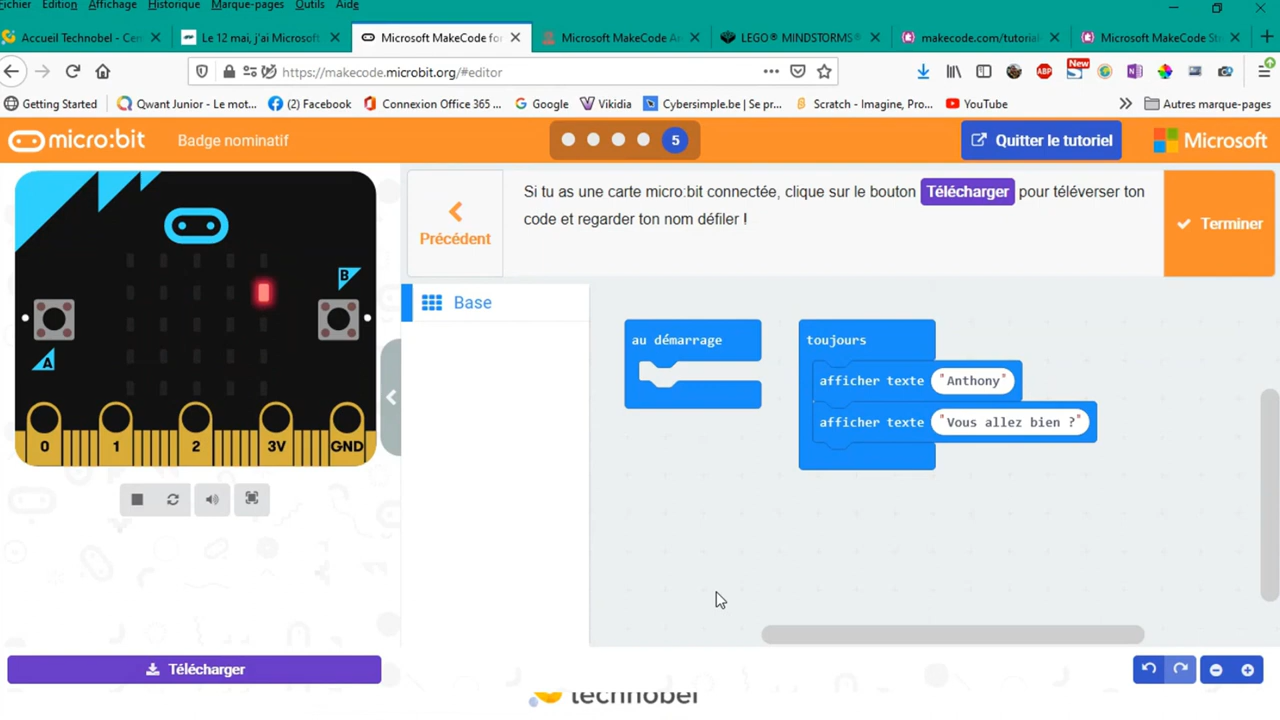 Fichier Edition Affichage Historique Marque-pages Outils Aide
Accueil Technobel - Cen Le 12 mai, j'ai Microsoft Microsoft MakeCode for Microsoft MakeCode Ar LEGO® MINDSTORMS® makecode.com/tutorial Microsoft MakeCode Str
https://makecode.microbit.org/#editor ABP New
Getting Started Qwant Junior - Le mot... (2) Facebook Connexion Office 365 ... Google Vikidia Cybersimple.be | Se pr... Scratch - Imagine, Pro... YouTube Autres marque-pages
micro:bit Badge nominatif 5 Quitter le tutoriel Microsoft
Si tu as une carte micro:bit connectée, clique sur le bouton Télécharger pour téléverser ton
code et regarder ton nom défiler !
Précédent
Terminer
B
A
0 1 2 3V GND
Base
au démarrage
toujours
afficher texte "Anthony"
afficher texte "Vous allez bien ?"
Télécharger
technobel